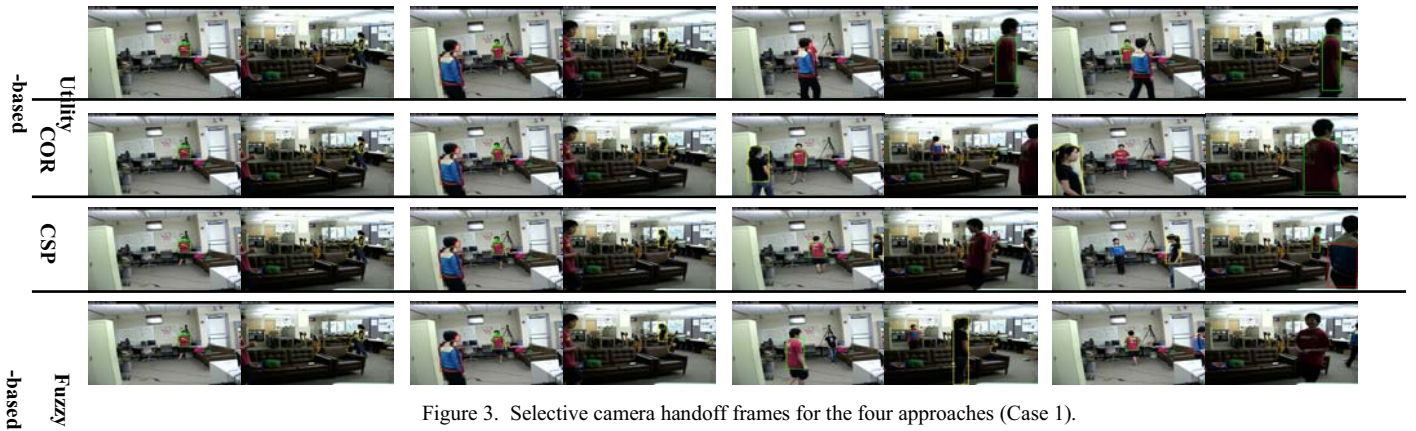 Utility
-based
COR
CSP
Fuzzy
-based
Figure 3. Selective camera handoff frames for the four approaches (Case 1).